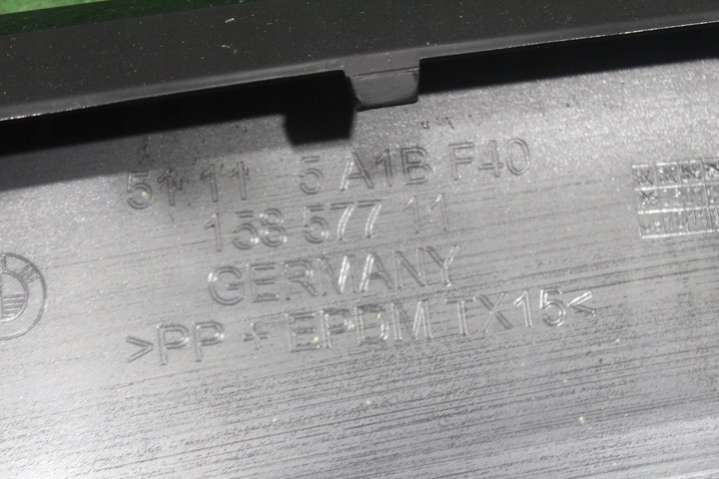 51 11 5 A1B F40
158 577 11
GERMANY
>PP + EPDM TX15<